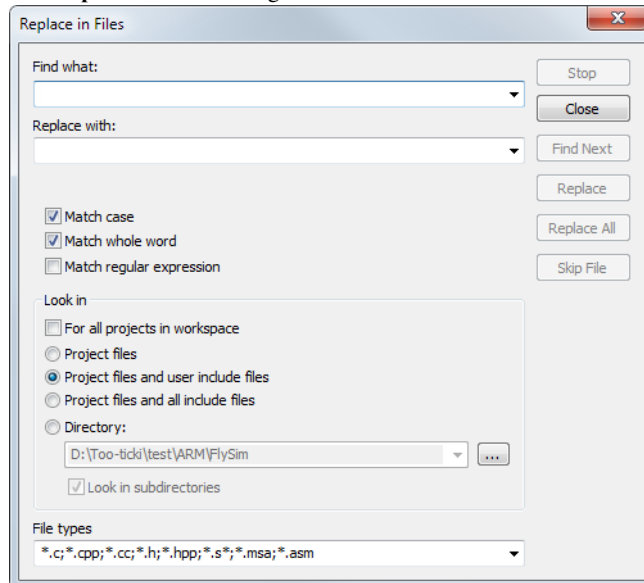 Replace in Files
Find what:
Stop
Close
Replace with:
Find Next
Replace
Match case
Replace All
Match whole word
Match regular expression
Skip File
Look in
For all projects in workspace
Project files
Project files and user include files
Project files and all include files
Directory:
D:\Too-ticki\test\ARM\FlySim
...
Look in subdirectories
File types
*.c;*.cpp;*.cc;*.h;*.hpp;*.s*;*.msa;*.asm